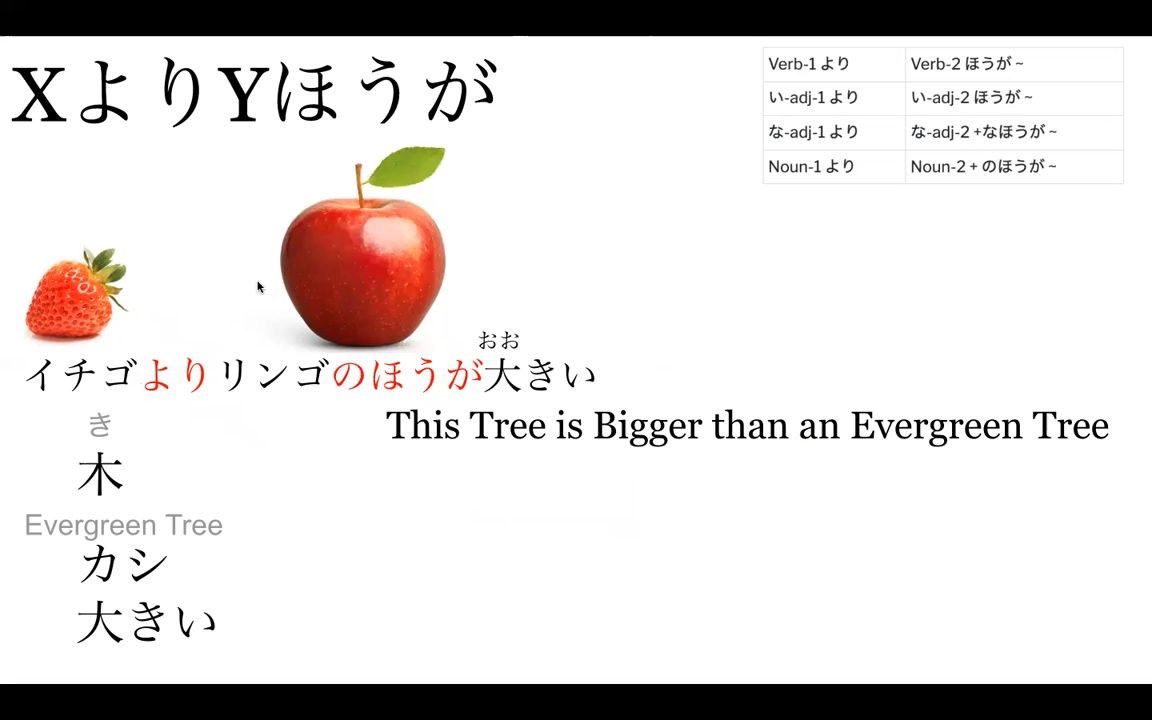 XよりYほうが
Verb-1 より Verb-2 ほうが ~
い-adj-1 より い-adj-2 ほうが ~
な-adj-1 より な-adj-2 +なほうが ~
Noun-1 より Noun-2 + のほうが ~
おお
イチゴよりリンゴのほうが大きい
This Tree is Bigger than an Evergreen Tree
き
木
Evergreen Tree
カシ
大きい